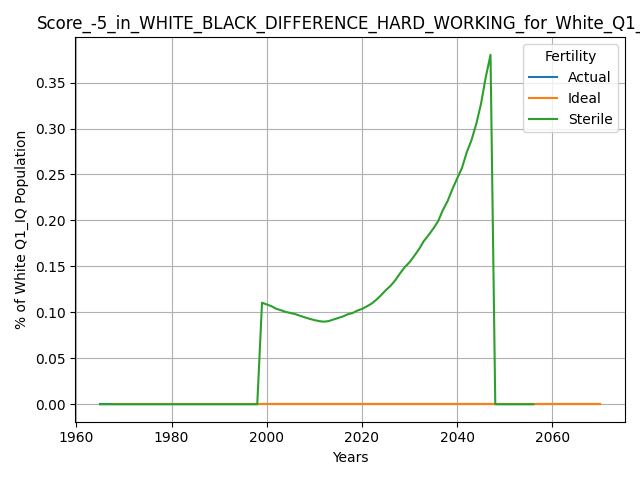 Score_-5_in_WHITE_BLACK_DIFFERENCE_HARD_WORKING_for_White_Q1_
Fertility
Actual
Ideal
Sterile
% of White Q1_IQ Population
0.35
0.30
0.25
0.20
0.15
0.10
0.05
0.00
1960 1980 2000 2020 2040 2060
Years